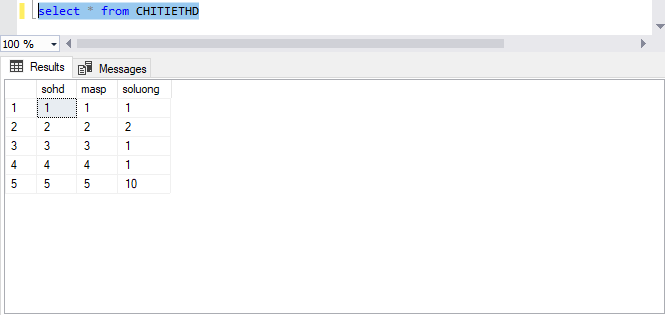 select * from CHITIETHD
100 %
Results Messages
sohd masp soluong
1 1 1 1
2 2 2 2
3 3 3 1
4 4 4 1
5 5 5 10